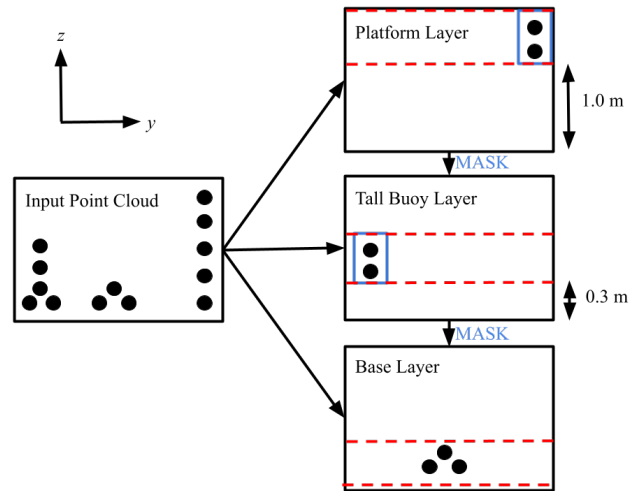 z
y
Platform Layer
1.0 m
MASK
Input Point Cloud
Tall Buoy Layer
0.3 m
MASK
Base Layer